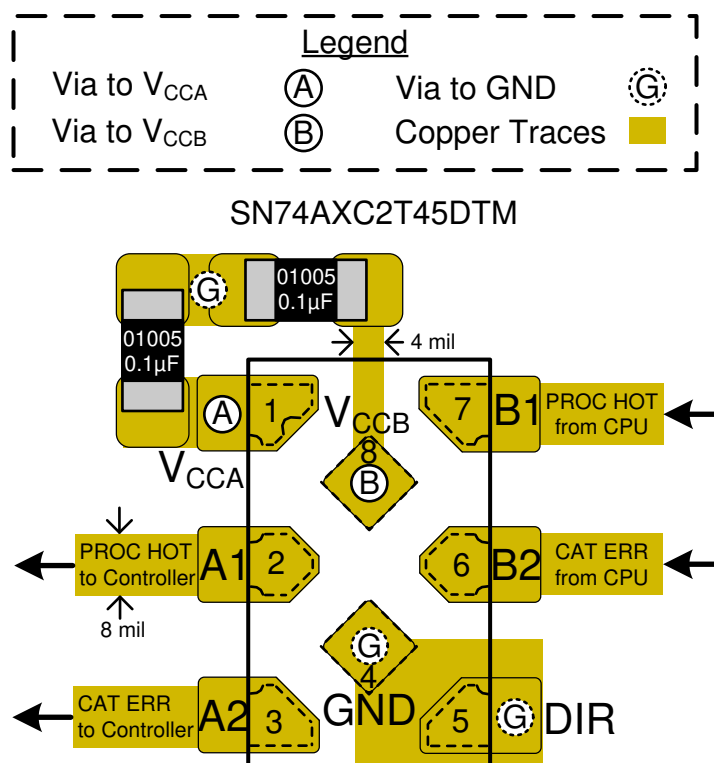 Legend
Via to VCCA A Via to GND G
Via to VCCB B Copper Traces
SN74AXC2T45DTM
G 01005
0.1µF
01005
0.1µF
4 mil
A 1 VCCB 7 B1 PROC HOT
from CPU
VCCA
8
B
PROC HOT
to Controller
A1 2 6 B2 CAT ERR
from CPU
8 mil
G
4
CAT ERR
to Controller
A2 3 GND 5 G DIR